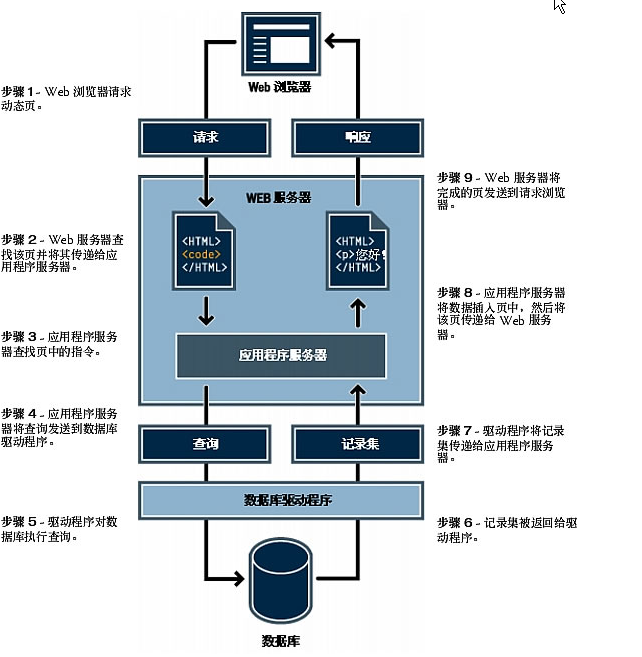 Web 浏览器
步骤 1 - Web 浏览器请求
动态页。
请求
响应
WEB 服务器
步骤 9 - Web 服务器将
完成的页发送到请求浏览
器。
<HTML>
<code>
</HTML>
<HTML>
<p>您好!
</HTML>
步骤 2 - Web 服务器查
找该页并将其传递给应
用程序服务器。
步骤 8 - 应用程序服务器
将数据插入页中，然后将
该页传递给 Web 服务
器。
步骤 3 - 应用程序服务
器查找页中的指令。
应用程序服务器
步骤 4 - 应用程序服务
器将查询发送到数据库
驱动程序。
查询
记录集
步骤 7 - 驱动程序将记录
集传递给应用程序服务
器。
数据库驱动程序
步骤 5 - 驱动程序对数
据库执行查询。
步骤 6 - 记录集被返回给驱
动程序。
数据库